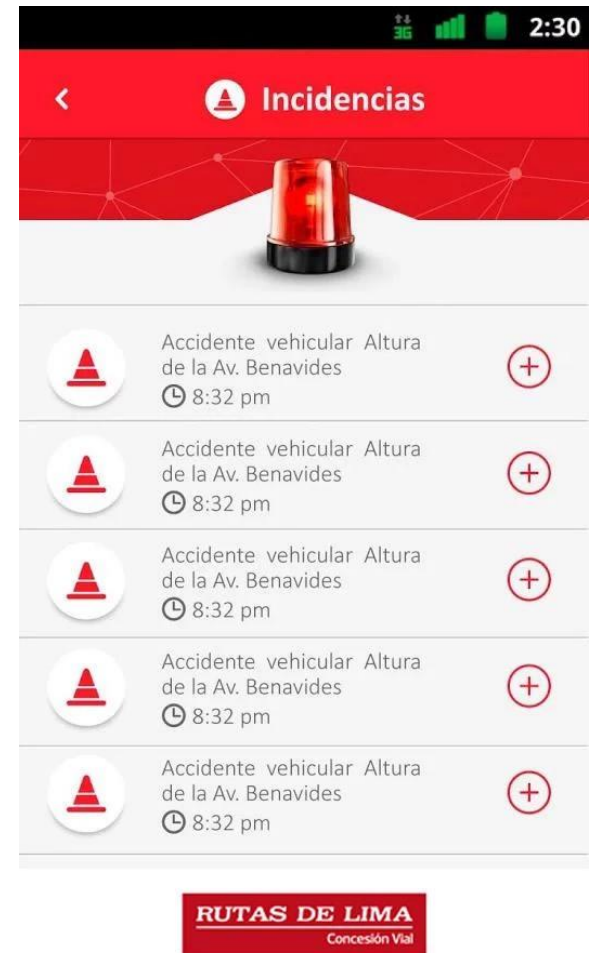 3G 2:30
Incidencias
Accidente vehicular Altura
de la Av. Benavides
8:32 pm
Accidente vehicular Altura
de la Av. Benavides
8:32 pm
Accidente vehicular Altura
de la Av. Benavides
8:32 pm
Accidente vehicular Altura
de la Av. Benavides
8:32 pm
Accidente vehicular Altura
de la Av. Benavides
8:32 pm
RUTAS DE LIMA
Concesión Vial